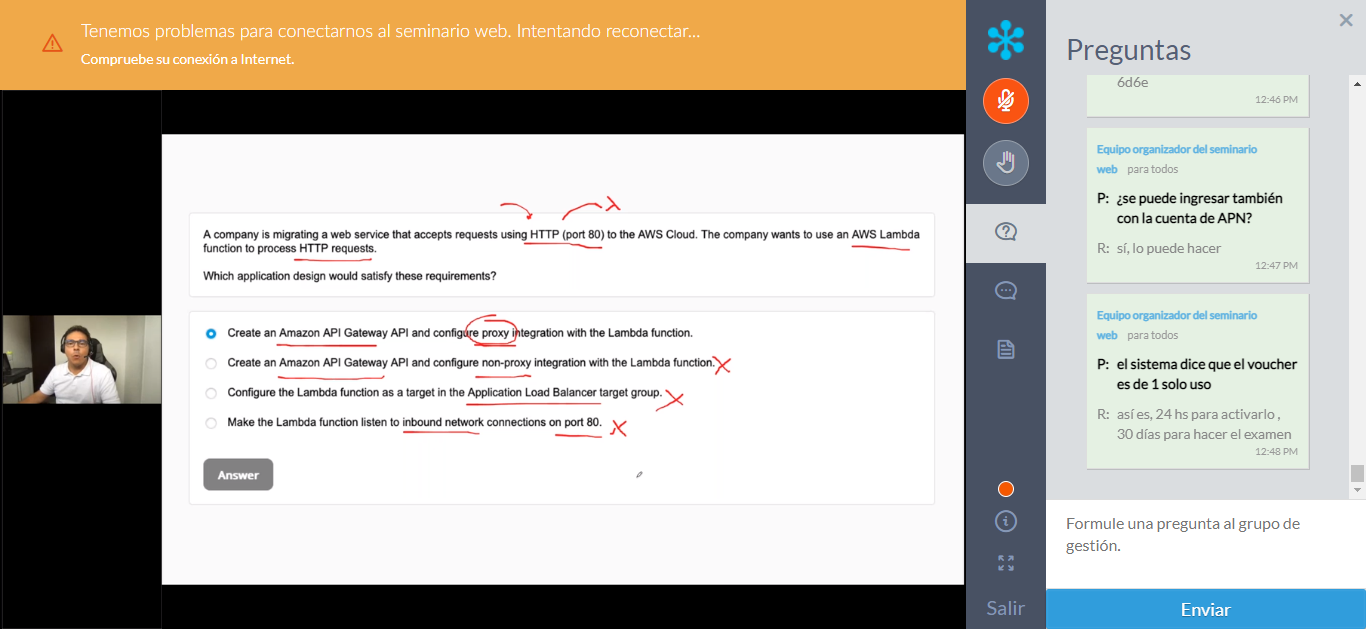 Tenemos problemas para conectarnos al seminario web. Intentando reconectar...
Compruebe su conexión a Internet.
A company is migrating a web service that accepts requests using HTTP (port 80) to the AWS Cloud. The company wants to use an AWS Lambda
function to process HTTP requests.
Which application design would satisfy these requirements?
Create an Amazon API Gateway API and configure proxy integration with the Lambda function.
Create an Amazon API Gateway API and configure non-proxy integration with the Lambda function.
Configure the Lambda function as a target in the Application Load Balancer target group.
Make the Lambda function listen to inbound network connections on port 80.
Answer
Salir
Preguntas
6d6e
12:46 PM
Equipo organizador del seminario
web para todos
P: ¿se puede ingresar también
con la cuenta de APN?
R: sí, lo puede hacer
12:47 PM
Equipo organizador del seminario
web para todos
P: el sistema dice que el voucher
es de 1 solo uso
R: así es, 24 hs para activarlo ,
30 días para hacer el examen
12:48 PM
Formule una pregunta al grupo de
gestión.
Enviar